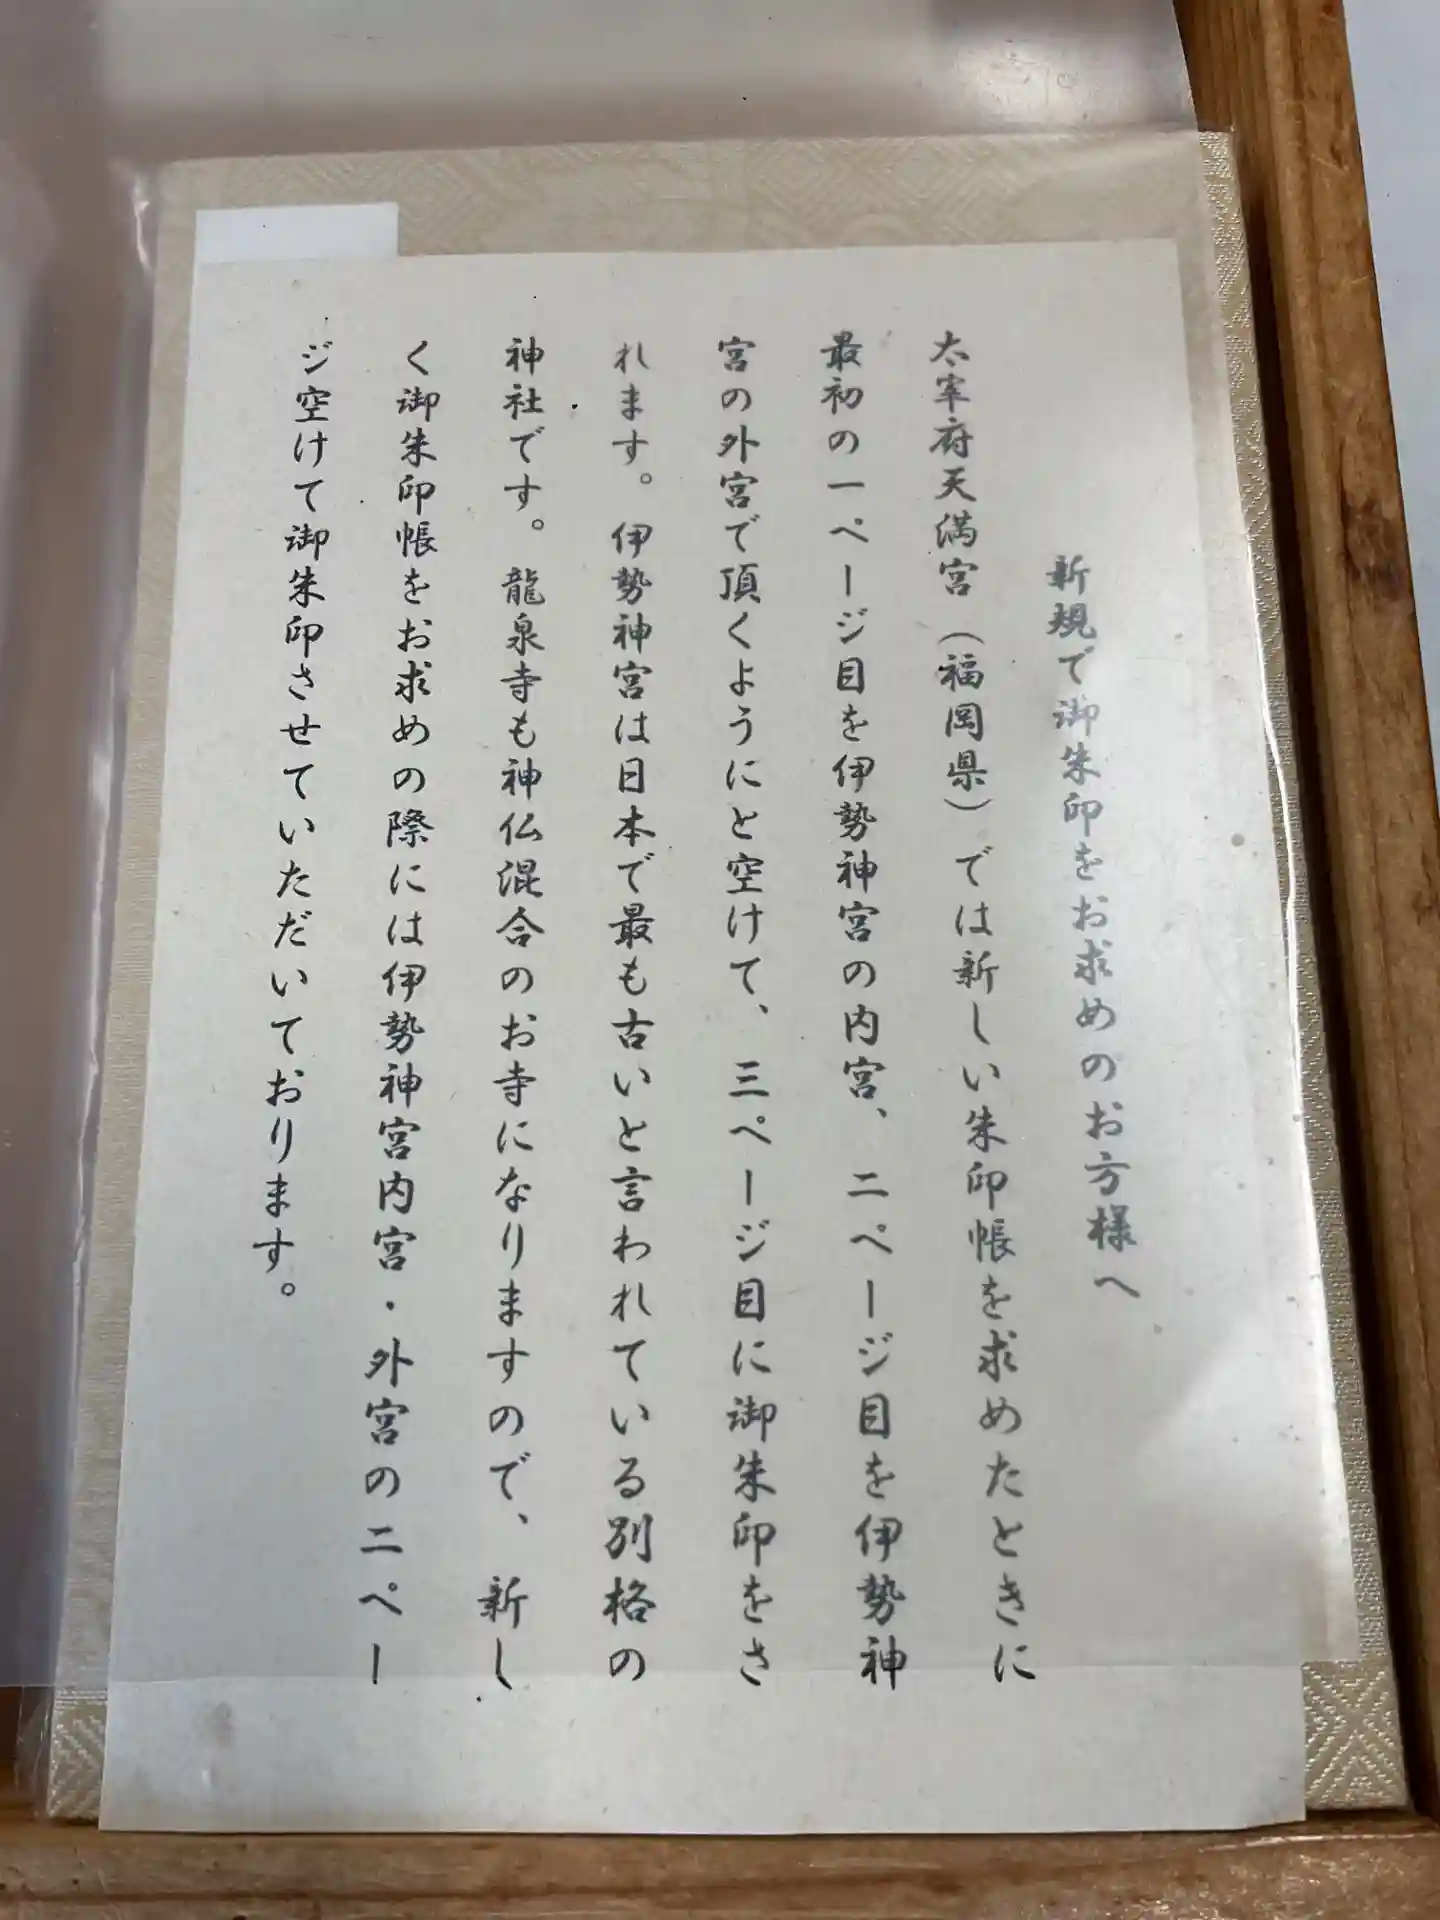 新規で御朱印をお求めのお方様へ
太宰府天満宮（福岡県）では新しい朱印帳を求めたときに
最初の一ページ目を伊勢神宮の内宮、二ページ目を伊勢神
宮の外宮で頂くようにと空けて、三ページ目に御朱印をさ
れます。伊勢神宮は日本で最も古いと言われている別格の
神社です。龍泉寺も神仏混合のお寺になりますので、新し
く御朱印帳をお求めの際には伊勢神宮内宮・外宮の二ペー
ジ空けて御朱印させていただいております。